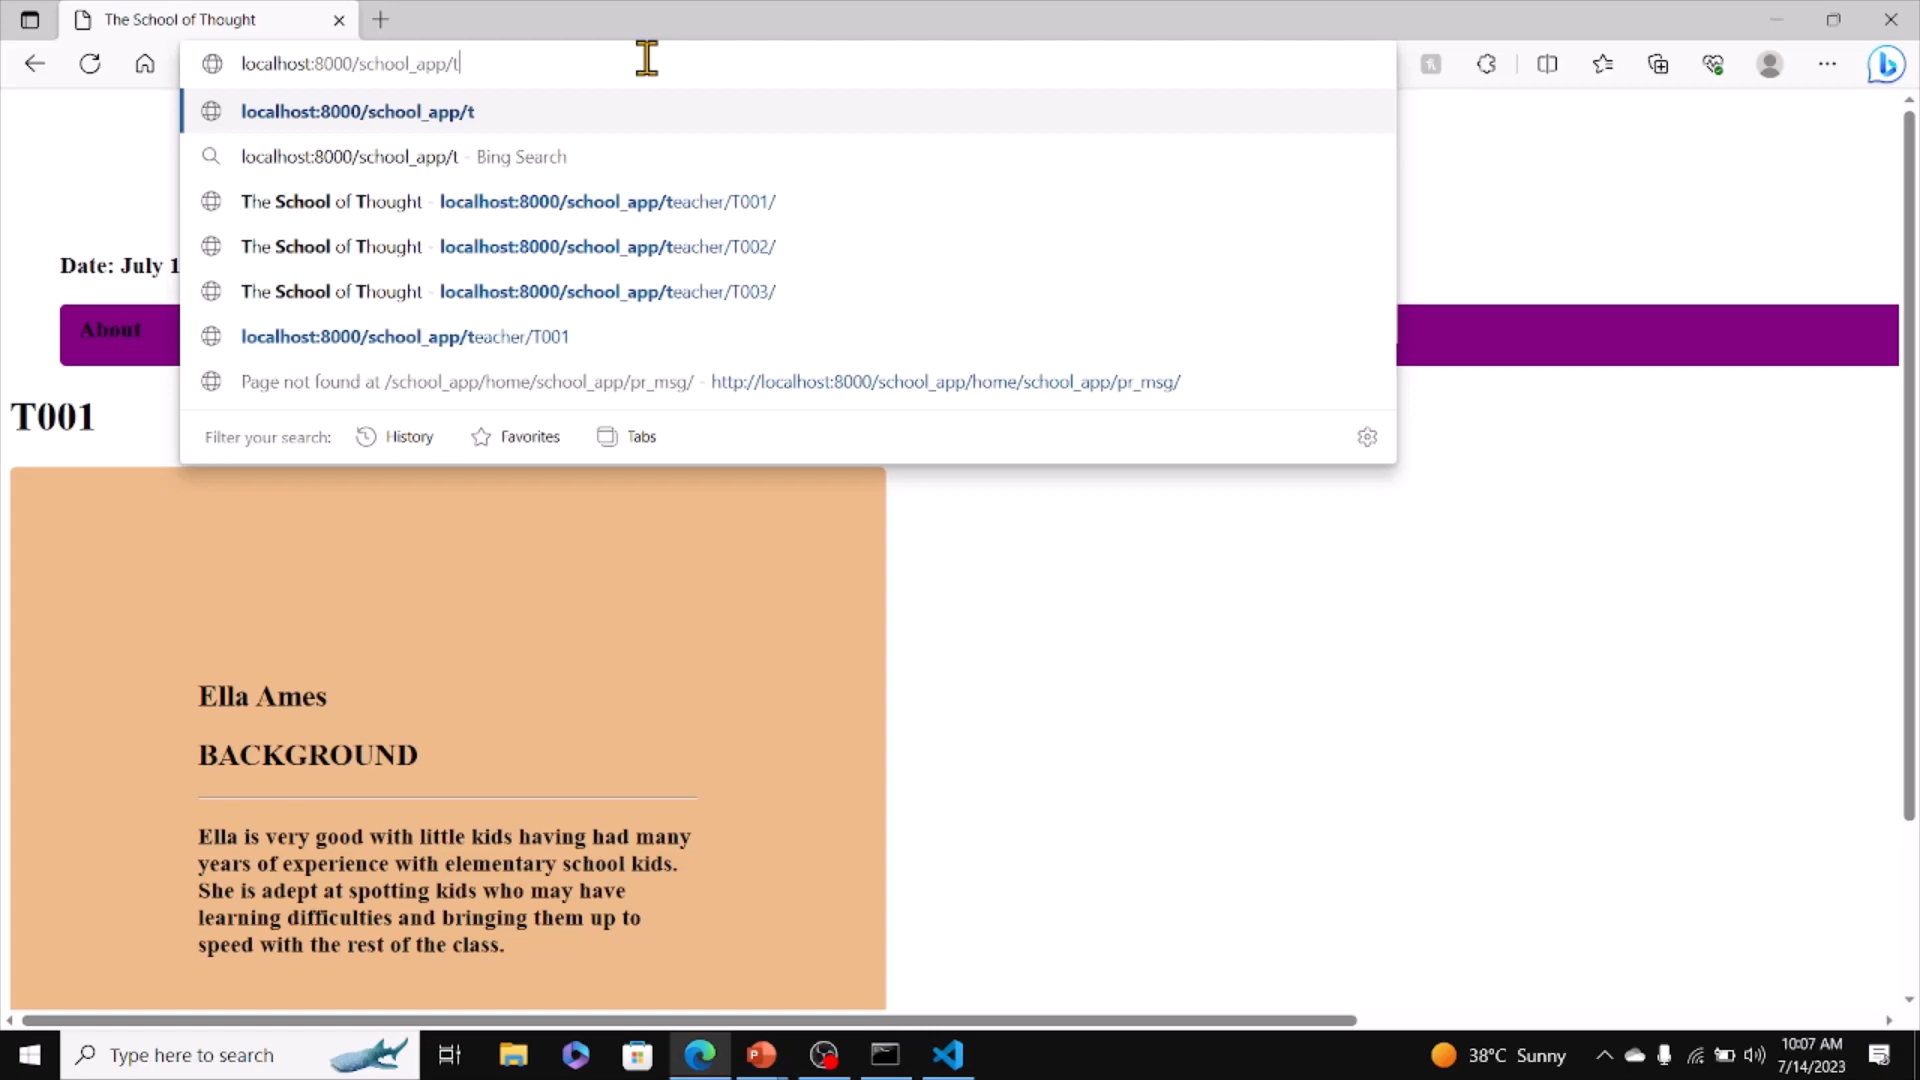 The School of Thought
localhost:8000/school_app/t
localhost:8000/school_app/t
localhost:8000/school_app/t - Bing Search
The School of Thought - localhost:8000/school_app/teacher/T001/
The School of Thought - localhost:8000/school_app/teacher/T002/
The School of Thought - localhost:8000/school_app/teacher/T003/
localhost:8000/school_app/teacher/T001
Page not found at /school_app/home/school_app/pr_msg/ - http://localhost:8000/school_app/home/school_app/pr_msg/
Filter your search: History Favorites Tabs
Date: July 1
About
T001
Ella Ames
BACKGROUND
Ella is very good with little kids having had many
years of experience with elementary school kids.
She is adept at spotting kids who may have
learning difficulties and bringing them up to
speed with the rest of the class.
Type here to search
38°C Sunny
10:07 AM
7/14/2023